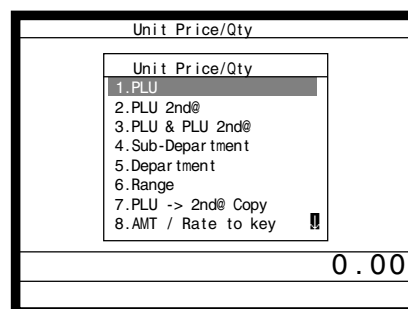 Unit Price/Qty
Unit Price/Qty
1.PLU
2.PLU 2nd@
3.PLU & PLU 2nd@
4.Sub-Department
5.Department
6.Range
7.PLU -> 2nd@ Copy
8.AMT / Rate to key
0.00